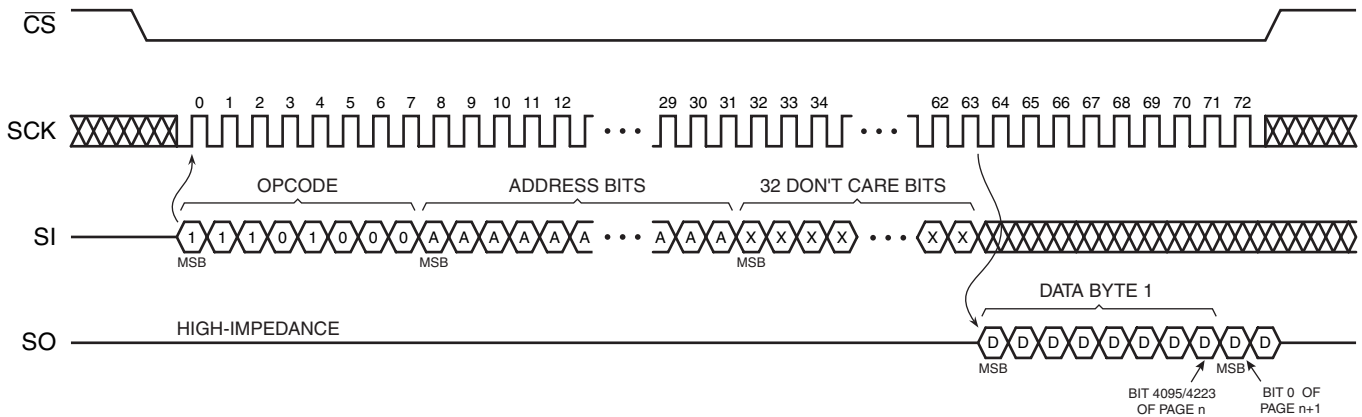 CS
0 1 2 3 4 5 6 7 8 9 10 11 12 29 30 31 32 33 34 62 63 64 65 66 67 68 69 70 71 72
SCK • • • • • •
OPCODE ADDRESS BITS 32 DON'T CARE BITS
SI 1 1 1 0 1 0 0 0 A A A A A A • • • A A A X X X X • • • X X
MSB MSB MSB
DATA BYTE 1
HIGH-IMPEDANCE
SO D D D D D D D D D D
MSB MSB
BIT 4095/4223
OF PAGE n
BIT 0 OF
PAGE n+1